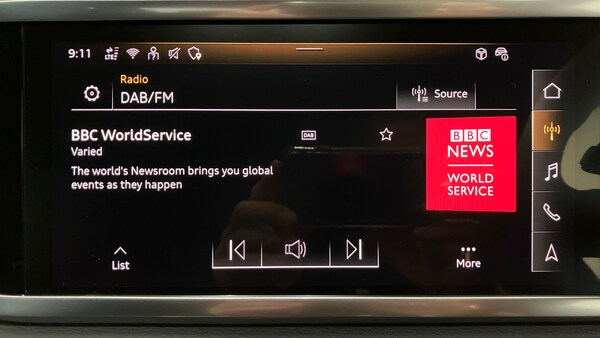 9:11
LTE
Radio
DAB/FM
Source
BBC WorldService
DAB
Varied
The world's Newsroom brings you global
events as they happen
BBC
NEWS
WORLD
SERVICE
List
More